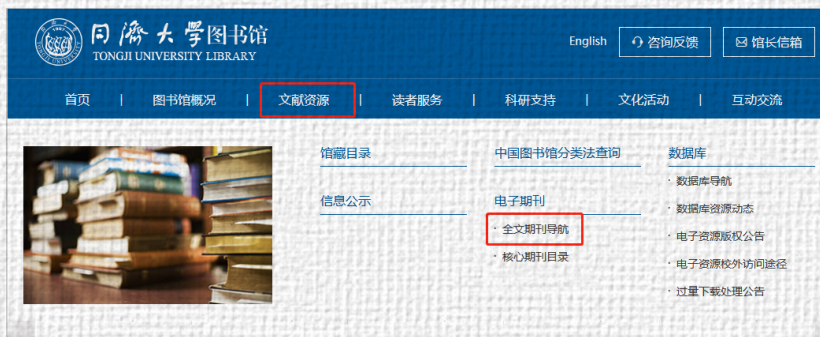 同濟大學图书馆
TONGJI UNIVERSITY LIBRARY
English 咨询反馈 馆长信箱
首页 | 图书馆概况 | 文献资源 | 读者服务 | 科研支持 | 文化活动 | 互动交流
馆藏目录 中国图书馆分类法查询 数据库
· 数据库导航
信息公示 电子期刊
· 数据库资源动态
· 全文期刊导航
· 电子资源版权公告
· 核心期刊目录
· 电子资源校外访问途径
· 过量下载处理公告